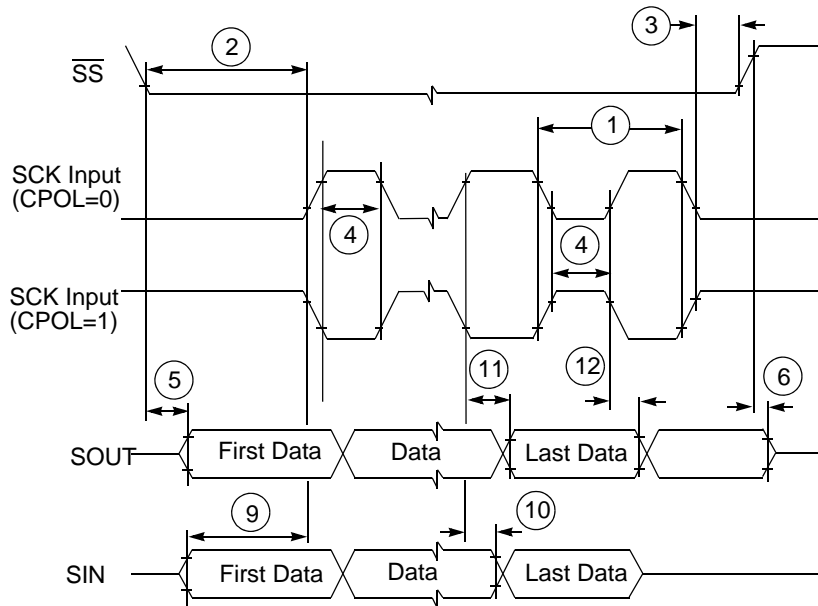 3
2
SS
1
SCK Input
(CPOL=0)
4
4
SCK Input
(CPOL=1)
5
11
12
6
SOUT
First Data
Data
Last Data
9
10
SIN
First Data
Data
Last Data